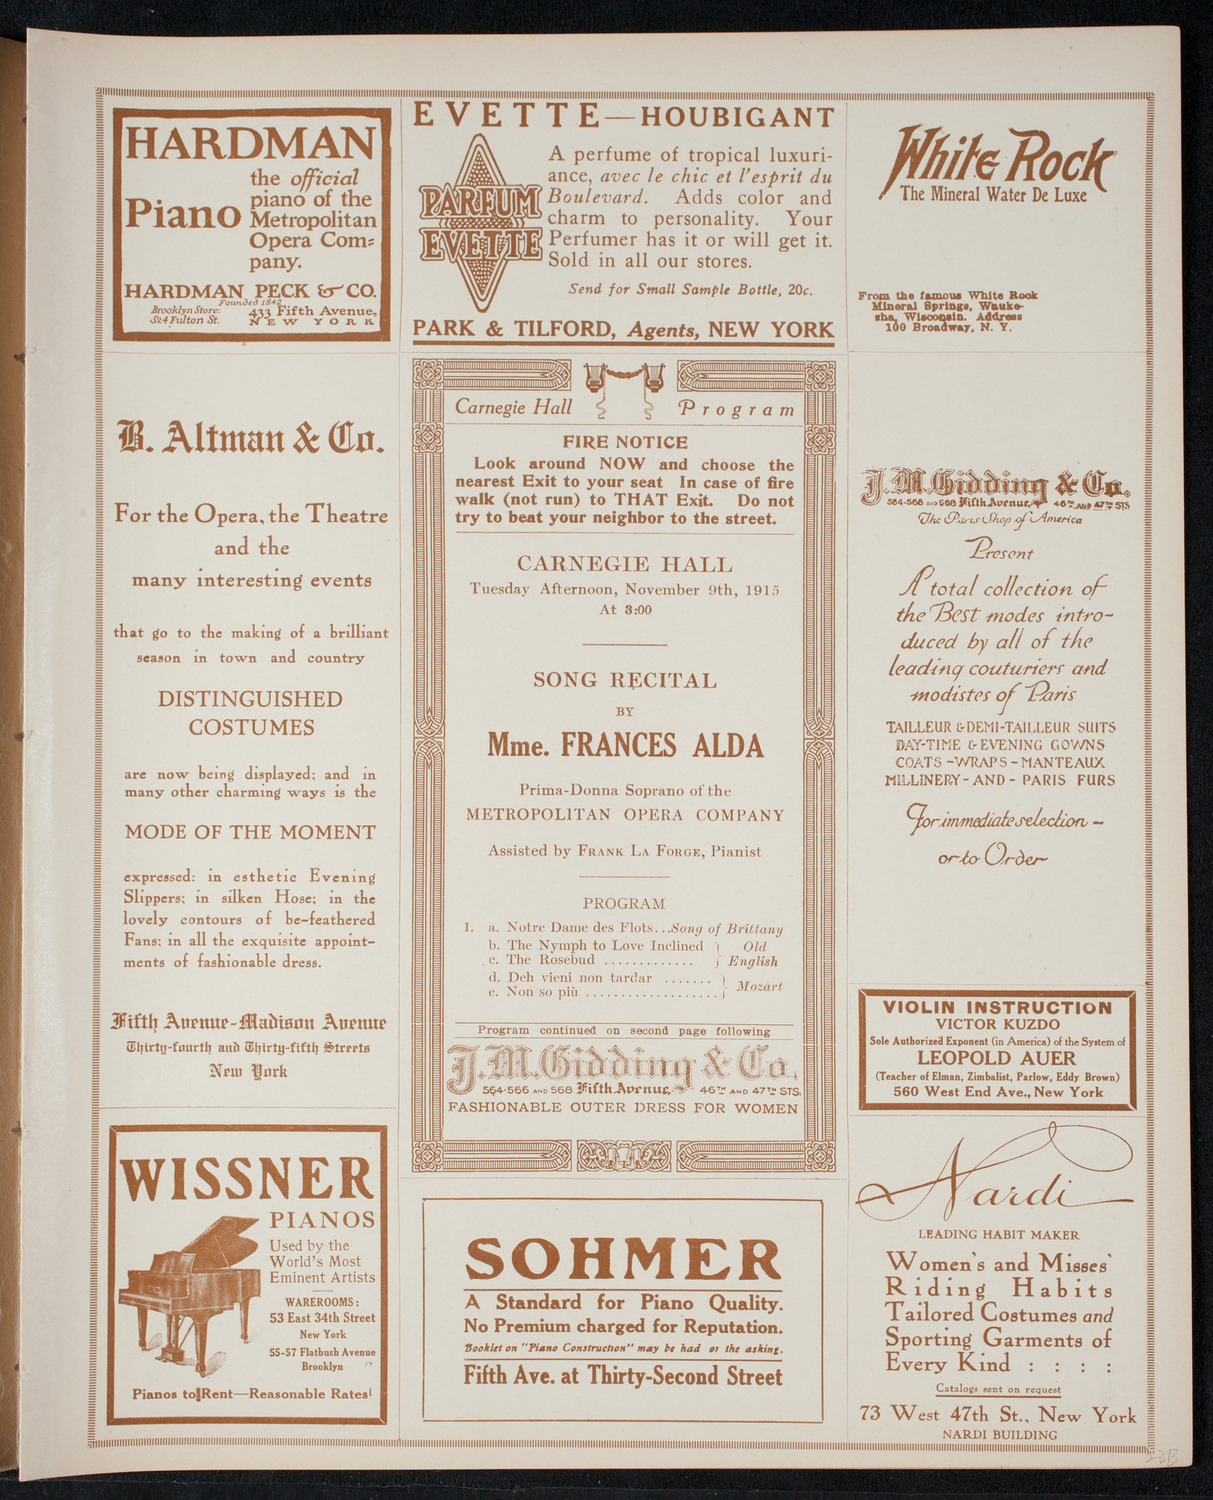 HARDMAN
Piano
the official
piano of the
Metropolitan
Opera Com-
pany.
HARDMAN PECK & CO.
Founded 1842
Brooklyn Store:
524 Fulton St.
433 Fifth Avenue,
NEW YORK
EVETTE—HOUBIGANT
PARFUM
EVETTE
A perfume of tropical luxuri-
ance, avec le chic et l'esprit du
Boulevard. Adds color and
charm to personality. Your
Perfumer has it or will get it.
Sold in all our stores.
Send for Small Sample Bottle, 20c.
PARK & TILFORD, Agents, NEW YORK
White Rock
The Mineral Water De Luxe
From the famous White Rock
Mineral Springs, Wauke-
sha, Wisconsin. Address
100 Broadway, N. Y.
B. Altman & Co.
For the Opera, the Theatre
and the
many interesting events
that go to the making of a brilliant
season in town and country
DISTINGUISHED
COSTUMES
are now being displayed; and in
many other charming ways is the
MODE OF THE MOMENT
expressed: in esthetic Evening
Slippers; in silken Hose; in the
lovely contours of be-feathered
Fans; in all the exquisite appoint-
ments of fashionable dress.
Fifth Avenue-Madison Avenue
Thirty-fourth and Thirty-fifth Streets
New York
WISSNER
PIANOS
Used by the
World's Most
Eminent Artists
WAREROOMS:
53 East 34th Street
New York
55-57 Flatbush Avenue
Brooklyn
Pianos to Rent—Reasonable Rates
Carnegie Hall Program
FIRE NOTICE
Look around NOW and choose the
nearest Exit to your seat In case of fire
walk (not run) to THAT Exit. Do not
try to beat your neighbor to the street.
CARNEGIE HALL
Tuesday Afternoon, November 9th, 1915
At 3:00
SONG RECITAL
BY
Mme. FRANCES ALDA
Prima-Donna Soprano of the
METROPOLITAN OPERA COMPANY
Assisted by FRANK LA FORGE, Pianist
PROGRAM
1. a. Notre Dame des Flots...Song of Brittany
b. The Nymph to Love Inclined } Old
c. The Rosebud ............. } English
d. Deh vieni non tardar ....... }
e. Non so più .................... } Mozart
Program continued on second page following
J. M. Gidding & Co.
564-566 AND 568 Fifth Avenue, 46TH AND 47TH STS.
FASHIONABLE OUTER DRESS FOR WOMEN
SOHMER
A Standard for Piano Quality.
No Premium charged for Reputation.
Booklet on "Piano Construction" may be had or the asking.
Fifth Ave. at Thirty-Second Street
J. M. Gidding & Co.
564-566 AND 568 Fifth Avenue, 46TH AND 47TH STS
The Paris Shop of America
Present
A total collection of
the Best modes intro-
duced by all of the
leading couturiers and
modistes of Paris
TAILLEUR & DEMI-TAILLEUR SUITS
DAY-TIME & EVENING GOWNS
COATS - WRAPS - MANTEAUX
MILLINERY - AND - PARIS FURS
For immediate selection -
or to Order
VIOLIN INSTRUCTION
VICTOR KUZDO
Sole Authorized Exponent (in America) of the System of
LEOPOLD AUER
(Teacher of Elman, Zimbalist, Parlow, Eddy Brown)
560 West End Ave., New York
Nardi
LEADING HABIT MAKER
Women's and Misses'
Riding Habits
Tailored Costumes and
Sporting Garments of
Every Kind : : : :
Catalogs sent on request
73 West 47th St., New York
NARDI BUILDING